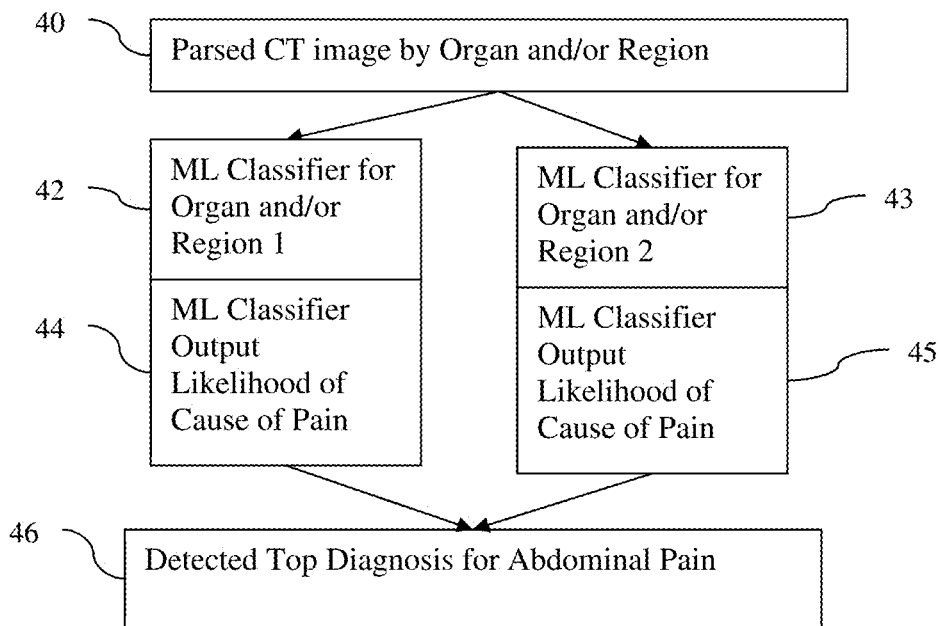 40
Parsed CT image by Organ and/or Region
42
ML Classifier for
Organ and/or
Region 1
ML Classifier for
Organ and/or
Region 2
43
44
ML Classifier
Output
Likelihood of
Cause of Pain
ML Classifier
Output
Likelihood of
Cause of Pain
45
46
Detected Top Diagnosis for Abdominal Pain